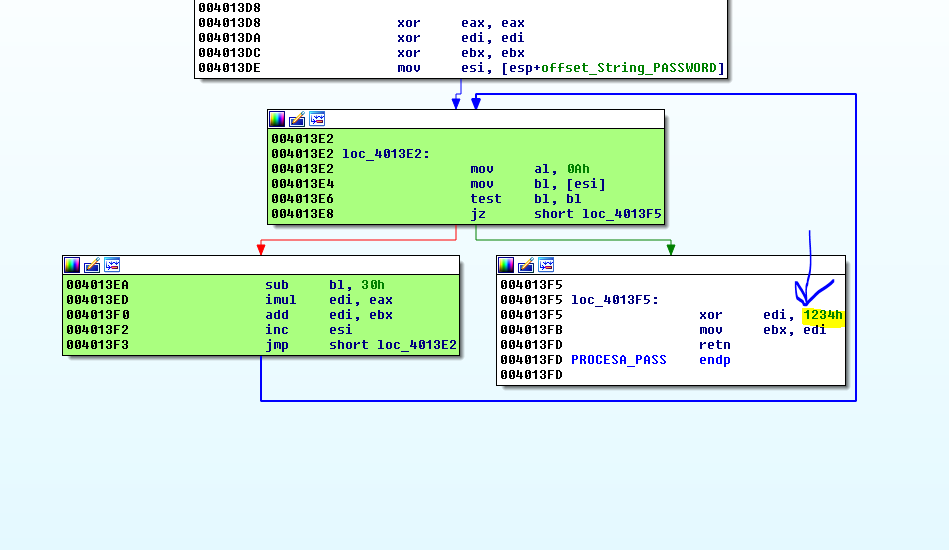 004013D8
004013D8 xor eax, eax
004013DA xor edi, edi
004013DC xor ebx, ebx
004013DE mov esi, [esp+offset_String_PASSWORD]
004013E2
004013E2 loc_4013E2:
004013E2 mov al, 0Ah
004013E4 mov bl, [esi]
004013E6 test bl, bl
004013E8 jz short loc_4013F5
004013EA sub bl, 30h
004013ED imul edi, eax
004013F0 add edi, ebx
004013F2 inc esi
004013F3 jmp short loc_4013E2
004013F5
004013F5 loc_4013F5:
004013F5 xor edi, 1234h
004013FB mov ebx, edi
004013FD retn
004013FD PROCESA_PASS endp
004013FD